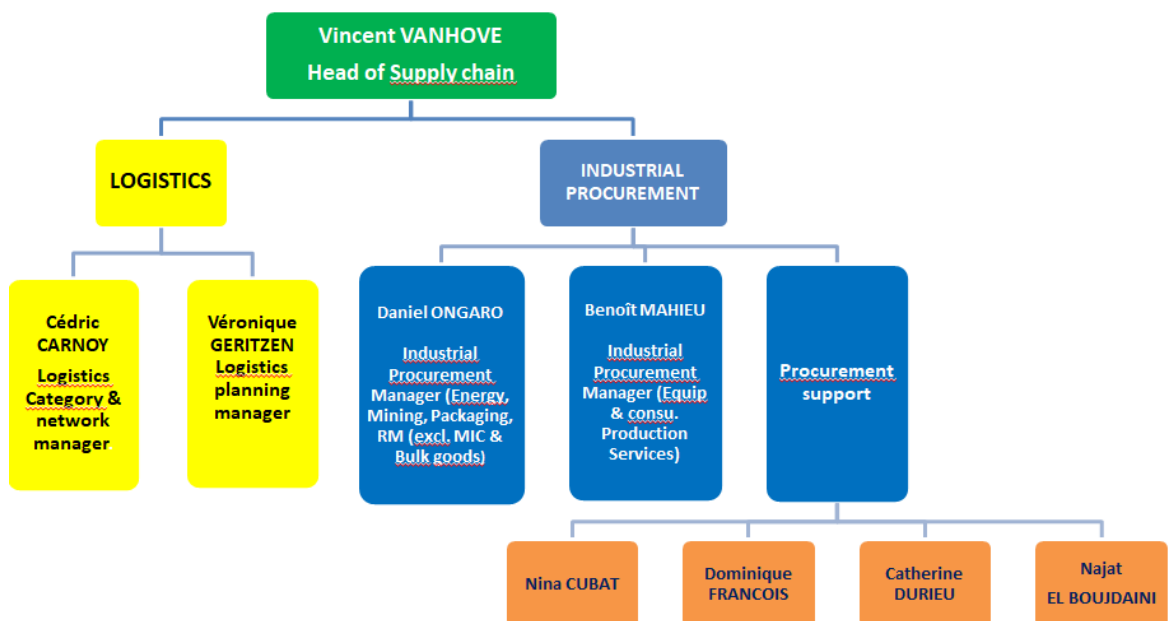 Vincent VANHOVE
Head of Supply chain
LOGISTICS
INDUSTRIAL
PROCUREMENT
Cédric
CARNOY
Logistics
Category &
network
manager
Véronique
GERITZEN
Logistics
planning
manager
Daniel ONGARO
Industrial
Procurement
Manager (Energy,
Mining, Packaging,
RM (excl. MIC &
Bulk goods)
Benoît MAHIEU
Industrial
Procurement
Manager (Equip
& consu.
Production
Services)
Procurement
support
Nina CUBAT
Dominique
FRANCOIS
Catherine
DURIEU
Najat
EL BOUJDAINI